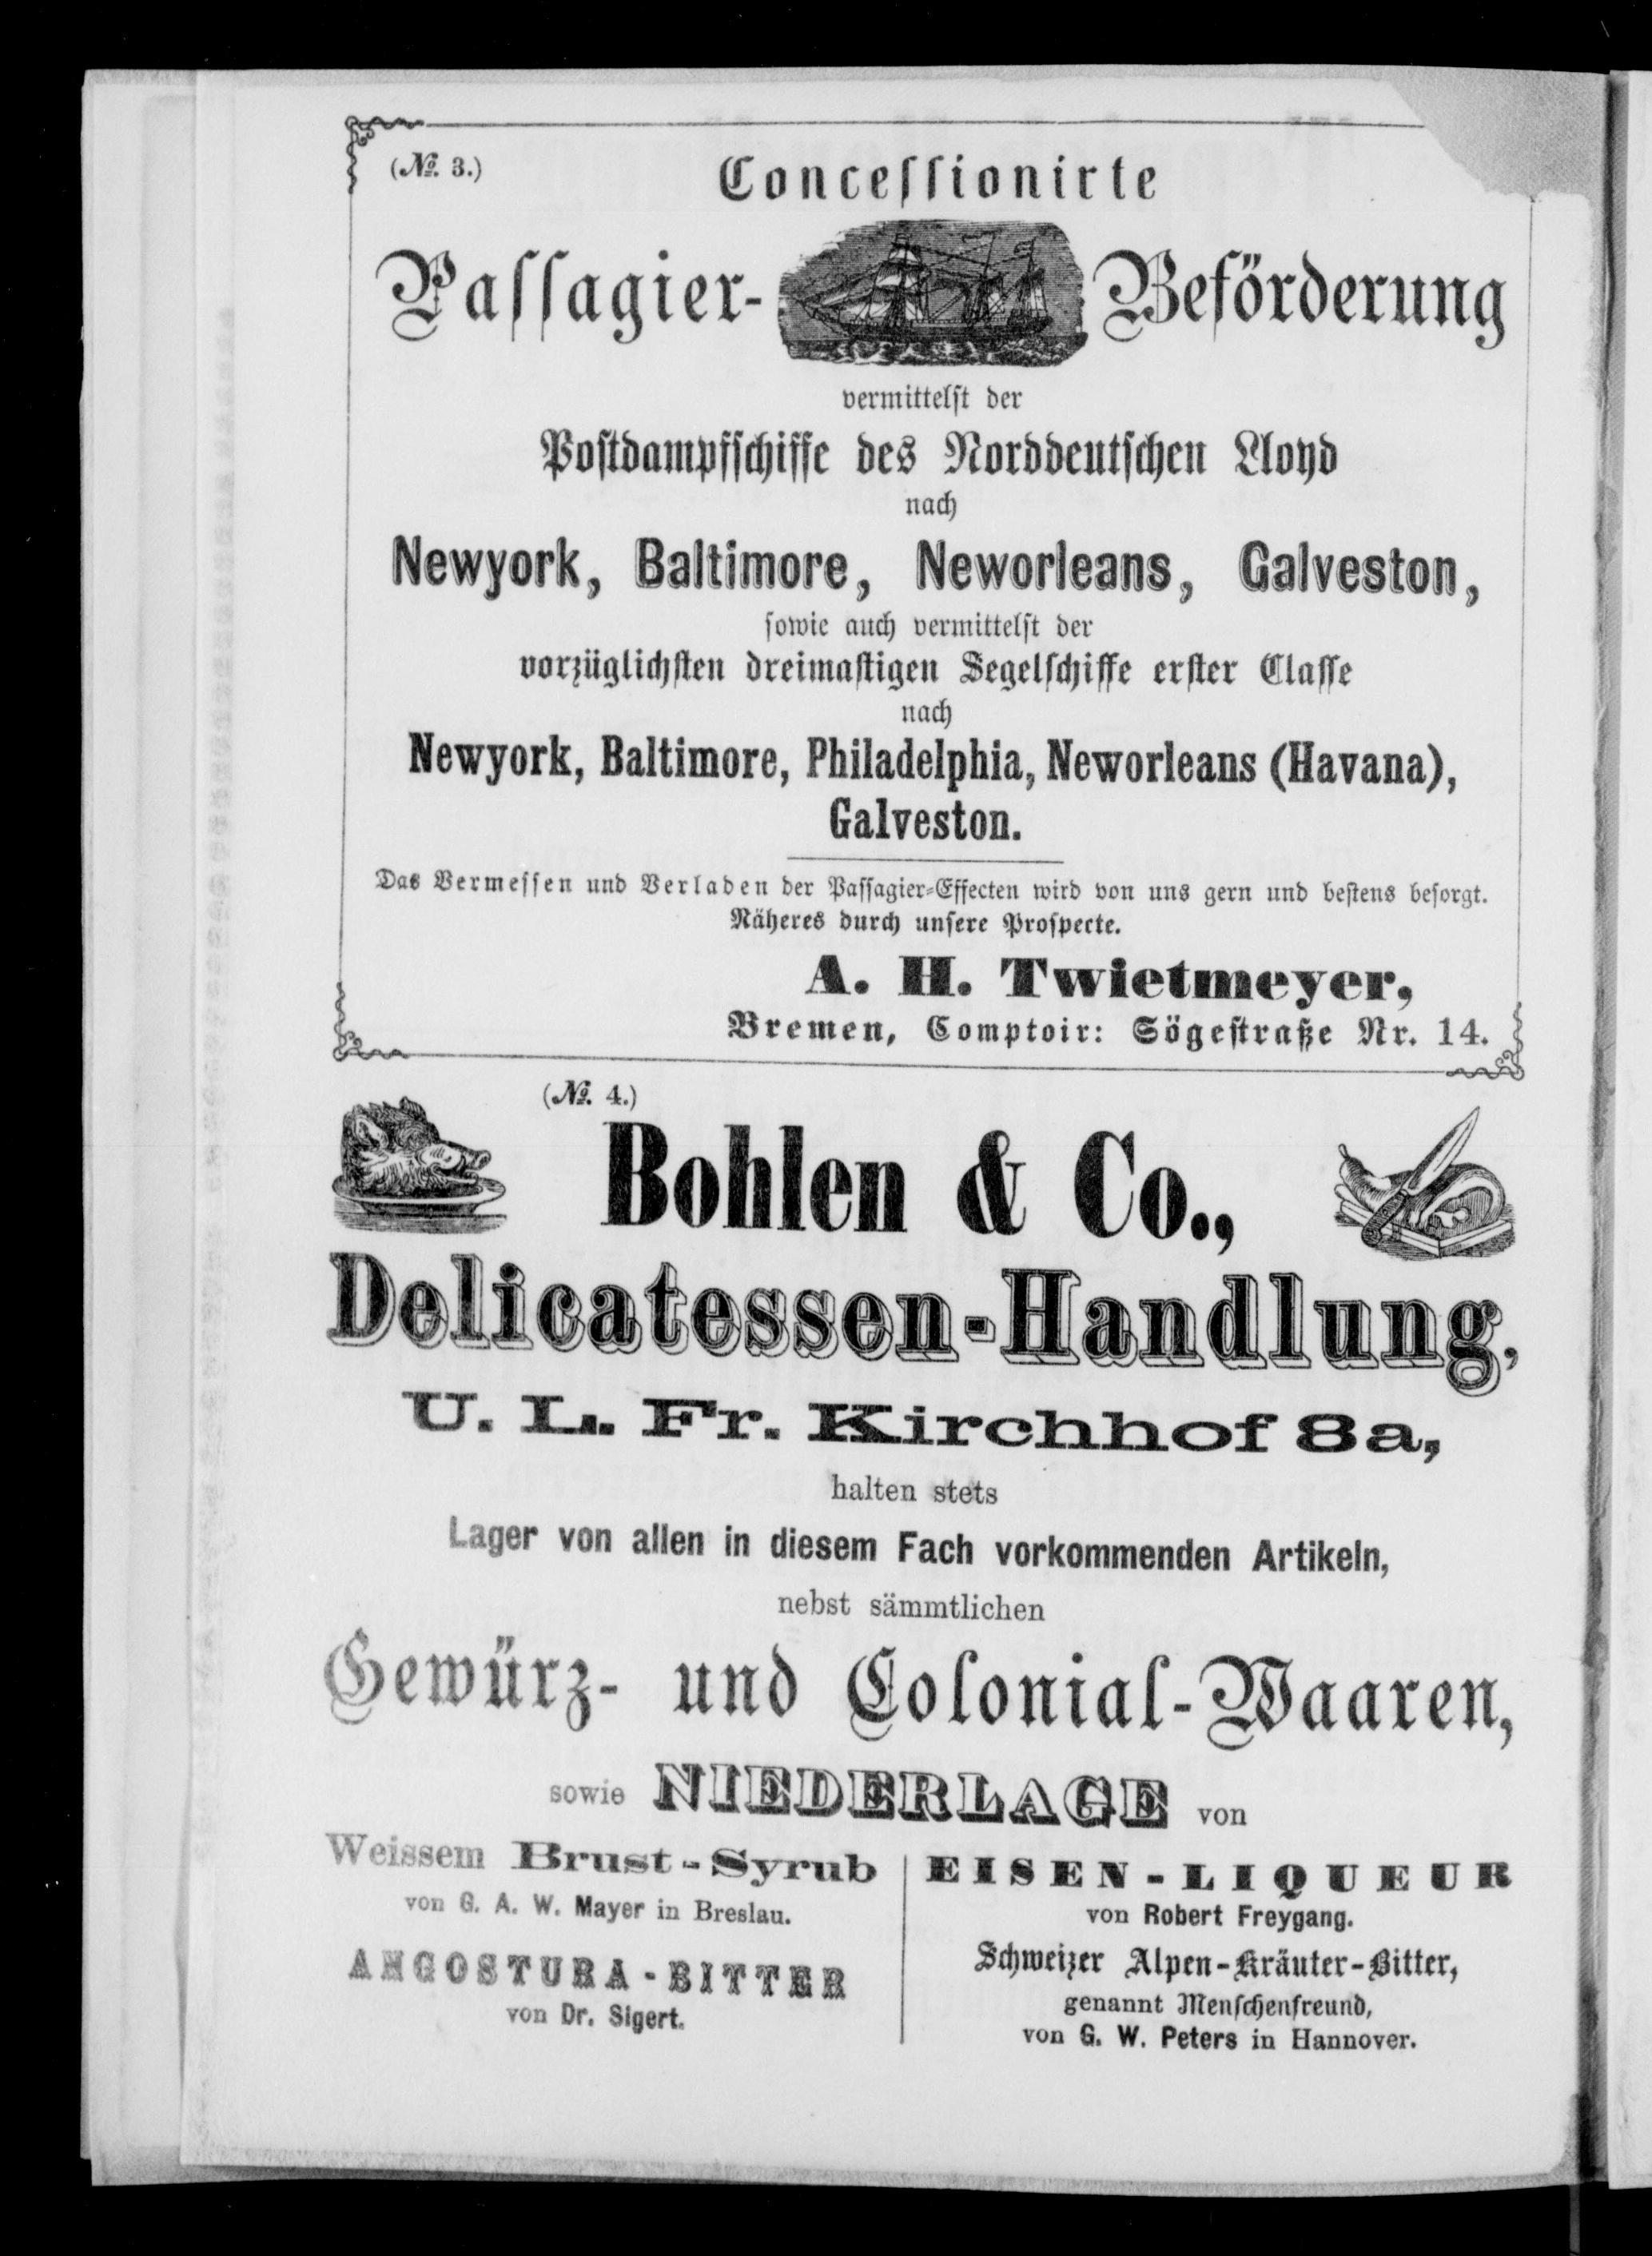 (№. 3.)
Concessionirte
Passagier-Beförderung
vermittelst der
Postdampfschiffe des Norddeutschen Lloyd
nach
Newyork, Baltimore, Neworleans, Galveston,
sowie auch vermittelst der
vorzüglichsten dreimastigen Segelschiffe erster Classe
nach
Newyork, Baltimore, Philadelphia, Neworleans (Havana),
Galveston.
Das Vermessen und Verladen der Passagier-Effecten wird von uns gern und bestens besorgt.
Näheres durch unsere Prospecte.
A. H. Twietmeyer,
Bremen, Comptoir: Sögestraße Nr. 14.
(№. 4.)
Bohlen & Co.,
Delicatessen-Handlung,
U. L. Fr. Kirchhof 8a,
halten stets
Lager von allen in diesem Fach vorkommenden Artikeln,
nebst sämmtlichen
Gewürz- und Colonial-Waaren,
sowie NIEDERLAGE von
Weissem Brust-Syrub
von G. A. W. Mayer in Breslau.
ANGOSTURA-BITTER
von Dr. Sigert.
EISEN-LIQUEUR
von Robert Freygang.
Schweizer Alpen-Kräuter-Bitter,
genannt Menschenfreund,
von G. W. Peters in Hannover.